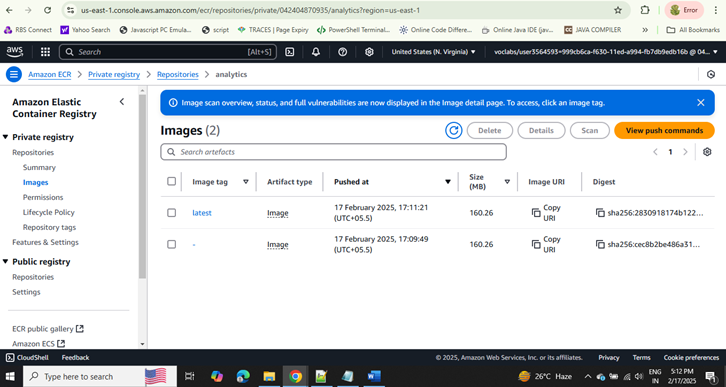 us-east-1.console.aws.amazon.com/ecr/repositories/private/042404870935/analytics?region=us-east-1
Error
RBS Connect
Yahoo Search
Javascript PC Emula...
script
TRACES | Page Expiry
PowerShell Terminal...
Online Code Differe...
Online Java IDE (jav...
JAVA COMPILER
»
All Bookmarks
aws
Search
[Alt+S]
United States (N. Virginia)
voclabs/user3564593=999cb6ca-f630-11ed-a994-fb7db9edb16b @ 04...
Amazon ECR > Private registry > Repositories > analytics
Amazon Elastic
Container Registry
Private registry
Repositories
Summary
Images
Permissions
Lifecycle Policy
Repository tags
Features & Settings
Public registry
Repositories
Settings
ECR public gallery
Amazon ECS
Image scan overview, status, and full vulnerabilities are now displayed in the Image detail page. To access, click an image tag.
Images (2)
Delete
Details
Scan
View push commands
Search artefacts
1
Image tag
Artifact type
Pushed at
Size
(MB)
Image URI
Digest
latest
Image
17 February 2025, 17:11:21
(UTC+05.5)
160.26
Copy
URI
sha256:2830918174b122...
-
Image
17 February 2025, 17:09:49
(UTC+05.5)
160.26
Copy
URI
sha256:cec8b2be486a31...
CloudShell
Feedback
© 2025, Amazon Web Services, Inc. or its affiliates.
Privacy
Terms
Cookie preferences
Type here to search
26°C Haze
ENG
IN
5:12 PM
2/17/2025